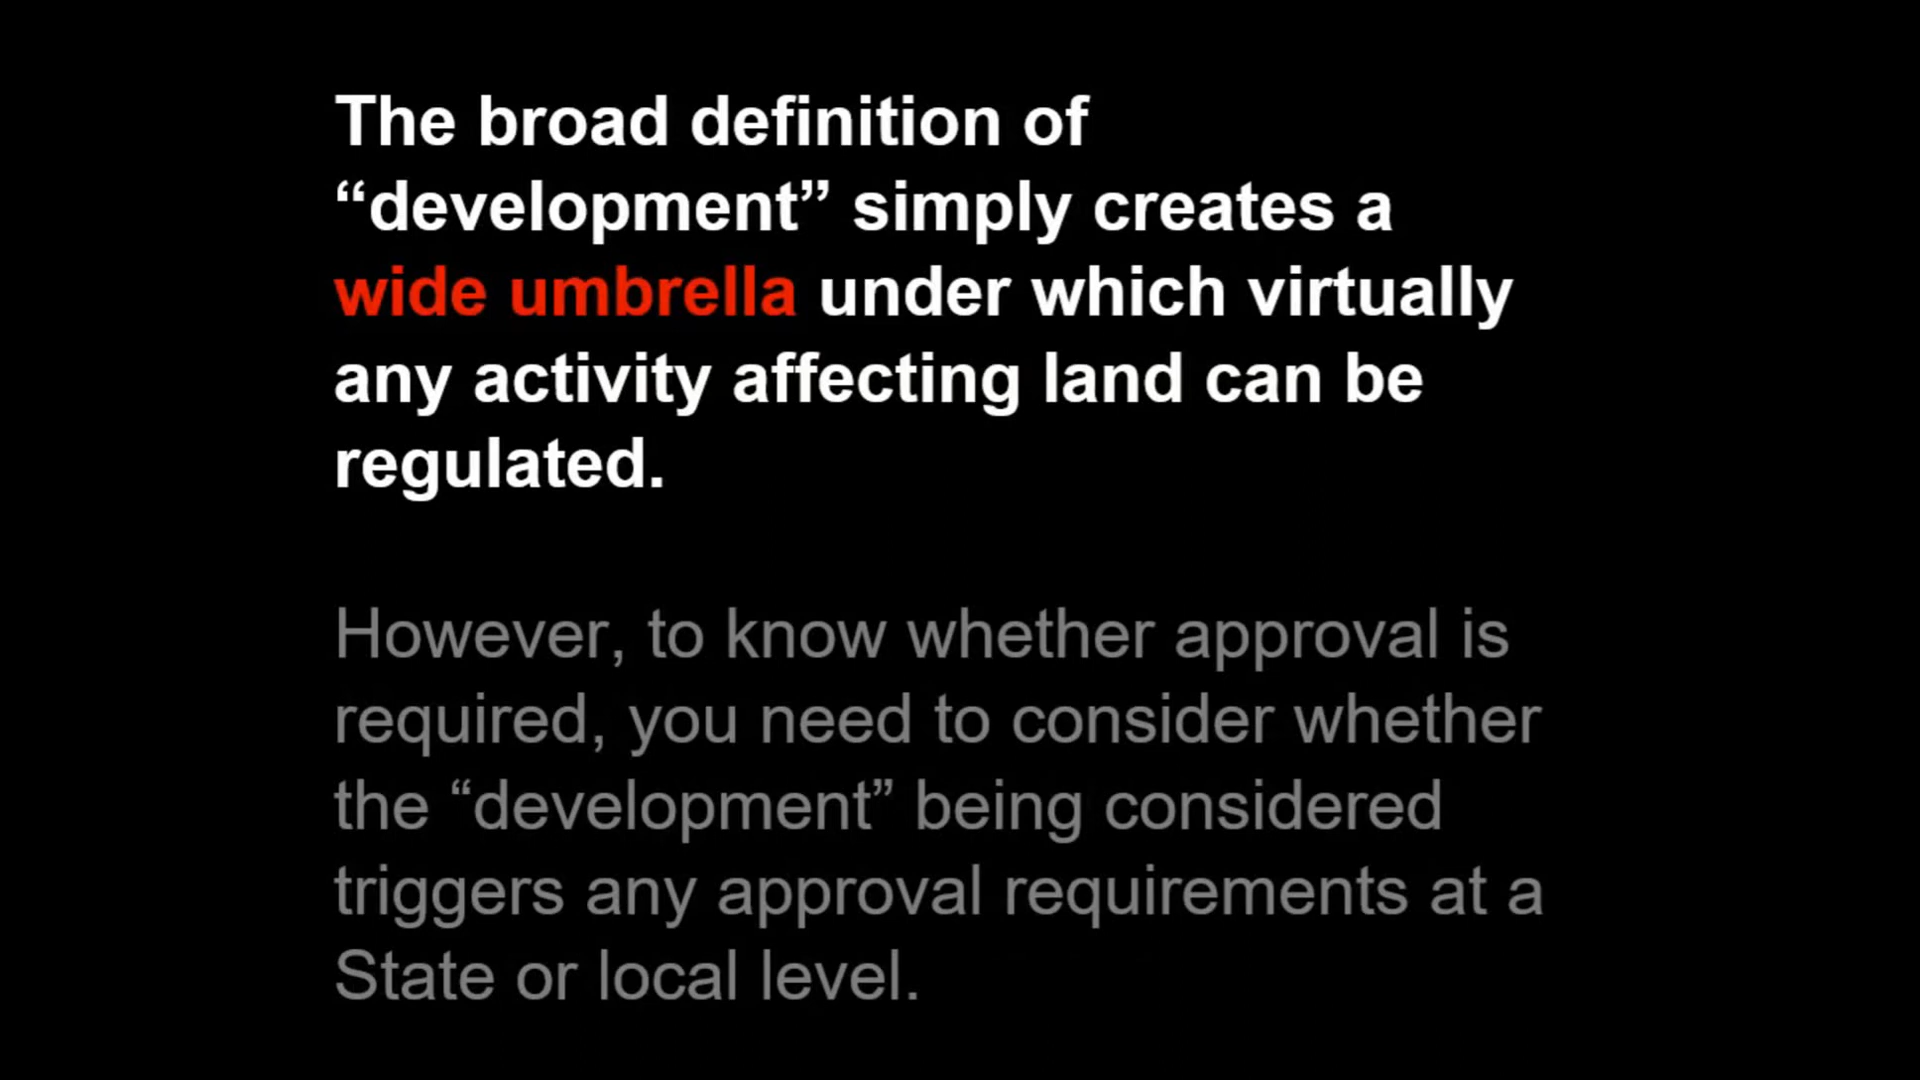 The broad definition of
“development” simply creates a
wide umbrella under which virtually
any activity affecting land can be
regulated.
However, to know whether approval is
required, you need to consider whether
the “development” being considered
triggers any approval requirements at a
State or local level.